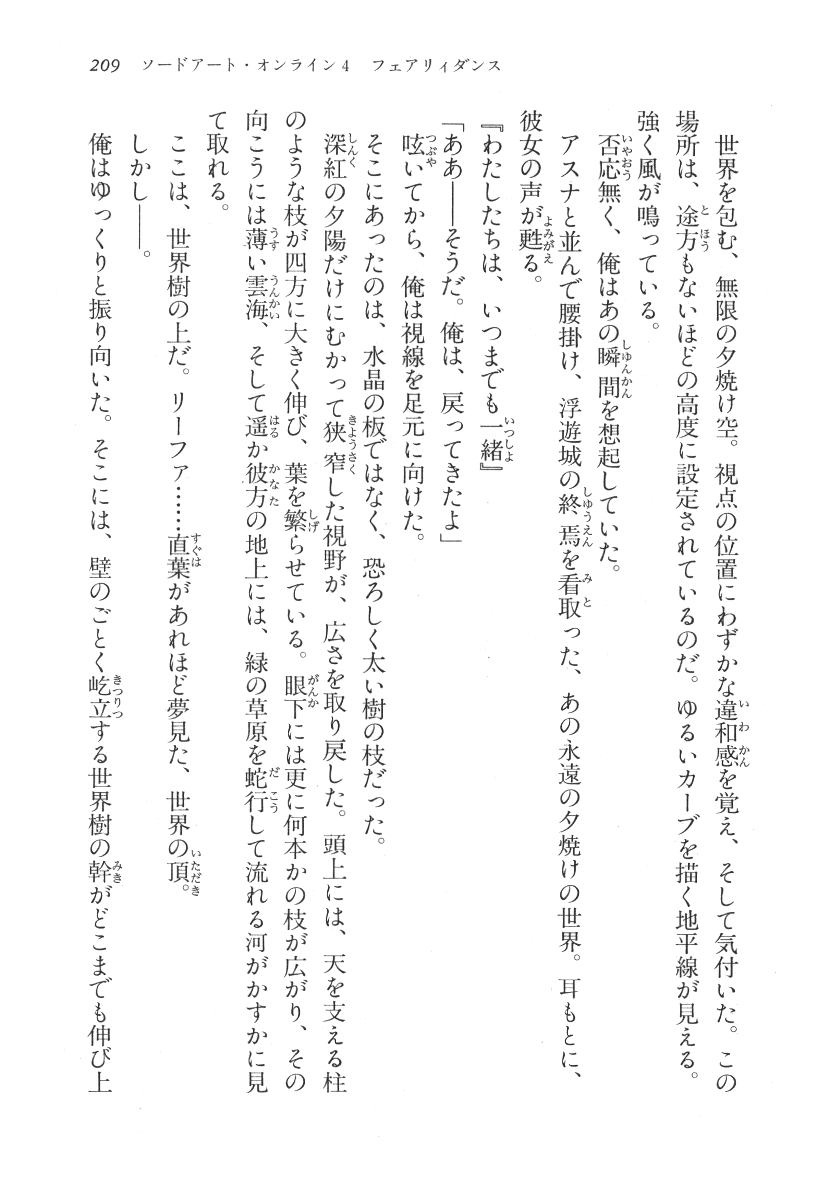 209　ソードアート・オンライン4　フェアリィダンス
世界を包む、無限の夕焼け空。視点の位置にわずかな違和感を覚え、そして気付いた。この
場所は、途方もないほどの高度に設定されているのだ。ゆるいカーブを描く地平線が見える。
強く風が鳴っている。
否応無く、俺はあの瞬間を想起していた。
アスナと並んで腰掛け、浮遊城の終焉を看取った、あの永遠の夕焼けの世界。耳もとに、
彼女の声が甦る。
『わたしたちは、いつまでも一緒』
「ああ――そうだ。俺は、戻ってきたよ」
呟いてから、俺は視線を足元に向けた。
そこにあったのは、水晶の板ではなく、恐ろしく太い樹の枝だった。
深紅の夕陽だけにむかって狭窄した視野が、広さを取り戻した。頭上には、天を支える柱
のような枝が四方に大きく伸び、葉を繁らせている。眼下には更に何本かの枝が広がり、その
向こうには薄い雲海、そして遥か彼方の地上には、緑の草原を蛇行して流れる河がかすかに見
て取れる。
ここは、世界樹の上だ。リーファ……直葉があれほど夢見た、世界の頂。
しかし――。
俺はゆっくりと振り向いた。そこには、壁のごとく屹立する世界樹の幹がどこまでも伸び上